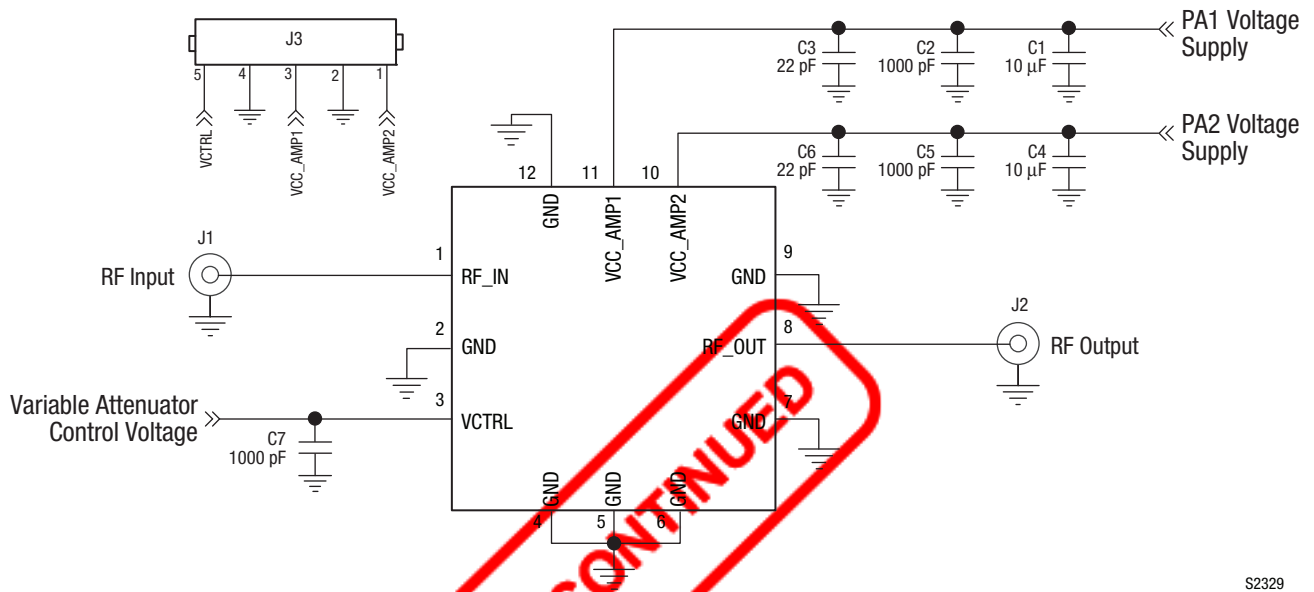 J3
5
4
3
2
1
VCTRL
VCC_AMP1
VCC_AMP2
PA1 Voltage
Supply
C3
22 pF
C2
1000 pF
C1
10 μF
PA2 Voltage
Supply
C6
22 pF
C5
1000 pF
C4
10 μF
12
11
10
GND
VCC_AMP1
VCC_AMP2
J1
RF Input
1
RF_IN
9
GND
2
GND
8
RF_OUT
J2
RF Output
Variable Attenuator
Control Voltage
3
VCTRL
7
GND
C7
1000 pF
GND
GND
GND
4
5
6
CONTINUED
S2329